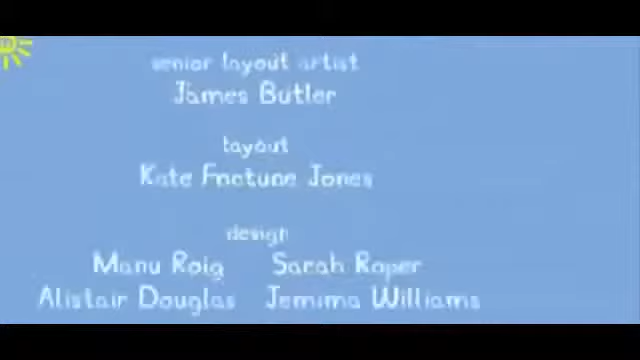 senior layout artist
James Butler
layout
Kate Fortune Jones
design
Manu Roig Sarah Roper
Alistair Douglas Jemima Williams